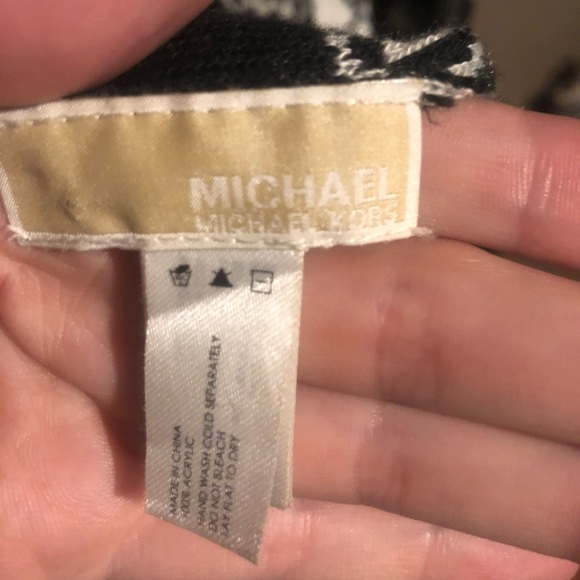 MICHAEL
MICHAEL KORS
MADE IN CHINA
100% ACRYLIC
HAND WASH COLD SEPARATELY
DO NOT BLEACH
LAY FLAT TO DRY